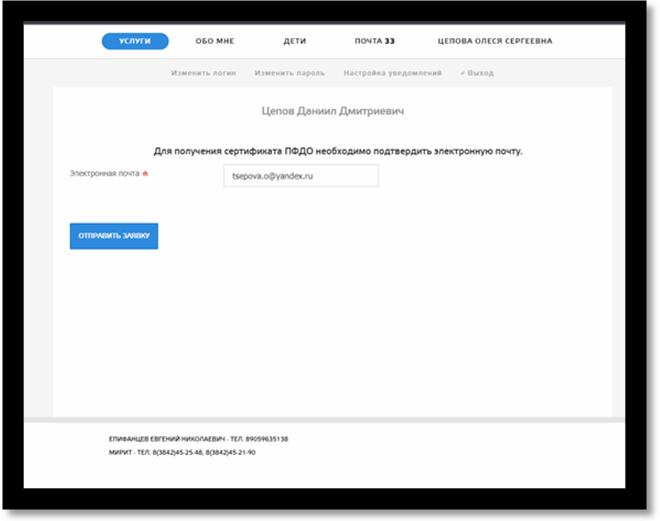 УСЛУГИ ОБО МНЕ ДЕТИ ПОЧТА 33 ЦЕПОВА ОЛЕСЯ СЕРГЕЕВНА
Изменить логин Изменить пароль Настройка уведомлений ✓ Выход
Цепов Даниил Дмитриевич
Для получения сертификата ПФДО необходимо подтвердить электронную почту.
Электронная почта * tsepova.o@yandex.ru
ОТПРАВИТЬ ЗАЯВКУ
ЕПИФАНЦЕВ ЕВГЕНИЙ НИКОЛАЕВИЧ - ТЕЛ. 89059635138
МИРИТ - ТЕЛ. 8(3842)45-25-48, 8(3842)45-21-90